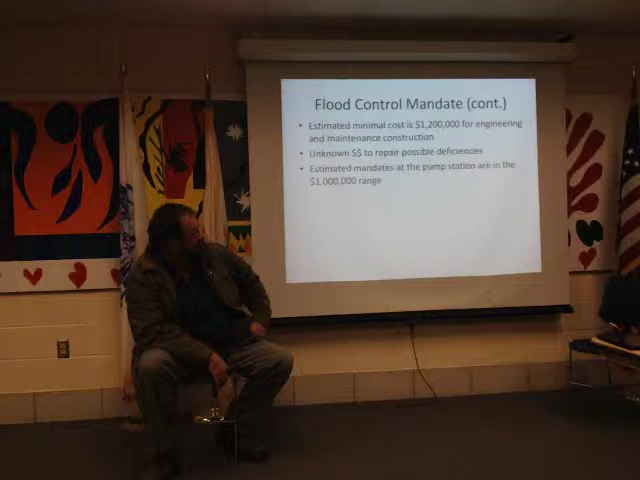 Flood Control Mandate (cont.)
• Estimated minimal cost is $1,200,000 for engineering
and maintenance construction
• Unknown $$ to repair possible deficiencies
• Estimated mandates at the pump station are in the
$1,000,000 range